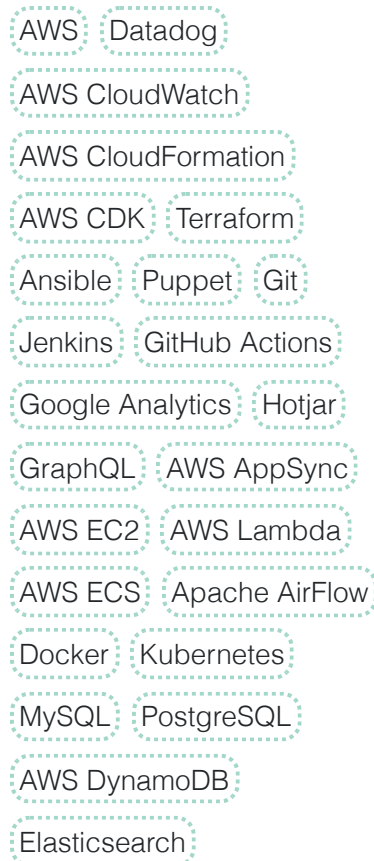 AWS Datadog
AWS CloudWatch
AWS CloudFormation
AWS CDK Terraform
Ansible Puppet Git
Jenkins GitHub Actions
Google Analytics Hotjar
GraphQL AWS AppSync
AWS EC2 AWS Lambda
AWS ECS Apache AirFlow
Docker Kubernetes
MySQL PostgreSQL
AWS DynamoDB
Elasticsearch